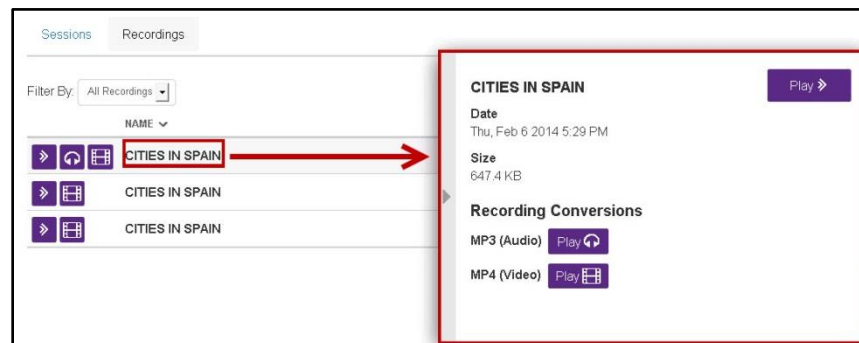 Sessions Recordings
Filter By: All Recordings
NAME
CITIES IN SPAIN
CITIES IN SPAIN
CITIES IN SPAIN
CITIES IN SPAIN
Play
Date
Thu, Feb 6 2014 5:29 PM
Size
647.4 KB
Recording Conversions
MP3 (Audio) Play
MP4 (Video) Play